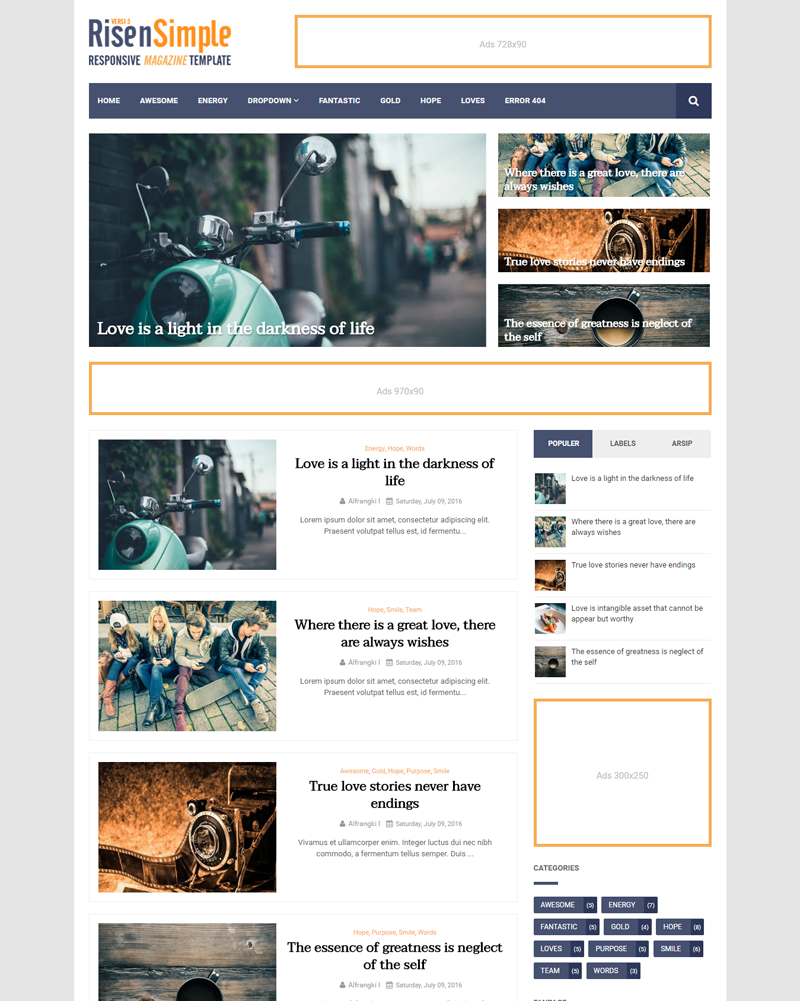 VERSI 3
RisenSimple
RESPONSIVE MAGAZINE TEMPLATE
Ads 728x90
HOME AWESOME ENERGY DROPDOWN FANTASTIC GOLD HOPE LOVES ERROR 404
Love is a light in the darkness of life
Where there is a great love, there are
always wishes
True love stories never have endings
The essence of greatness is neglect of
the self
Ads 970x90
Energy, Hope, Words
Love is a light in the darkness of
life
Alfrangki | Saturday, July 09, 2016
Lorem ipsum dolor sit amet, consectetur adipiscing elit.
Praesent volutpat tellus est, id fermentu...
Hope, Smile, Team
Where there is a great love, there
are always wishes
Alfrangki | Saturday, July 09, 2016
Lorem ipsum dolor sit amet, consectetur adipiscing elit.
Praesent volutpat tellus est, id fermentu...
Awesome, Gold, Hope, Purpose, Smile
True love stories never have
endings
Alfrangki | Saturday, July 09, 2016
Vivamus et ullamcorper enim. Integer luctus dui nec nibh
commodo, a fermentum tellus semper. Duis ...
Hope, Purpose, Smile, Words
The essence of greatness is neglect
of the self
Alfrangki | Saturday, July 09, 2016
POPULER LABELS ARSIP
Love is a light in the darkness of life
Where there is a great love, there are
always wishes
True love stories never have endings
Love is intangible asset that cannot be
appear but worthy
The essence of greatness is neglect of
the self
Ads 300x250
CATEGORIES
AWESOME (5) ENERGY (7)
FANTASTIC (5) GOLD (4) HOPE (8)
LOVES (5) PURPOSE (5) SMILE (6)
TEAM (5) WORDS (3)